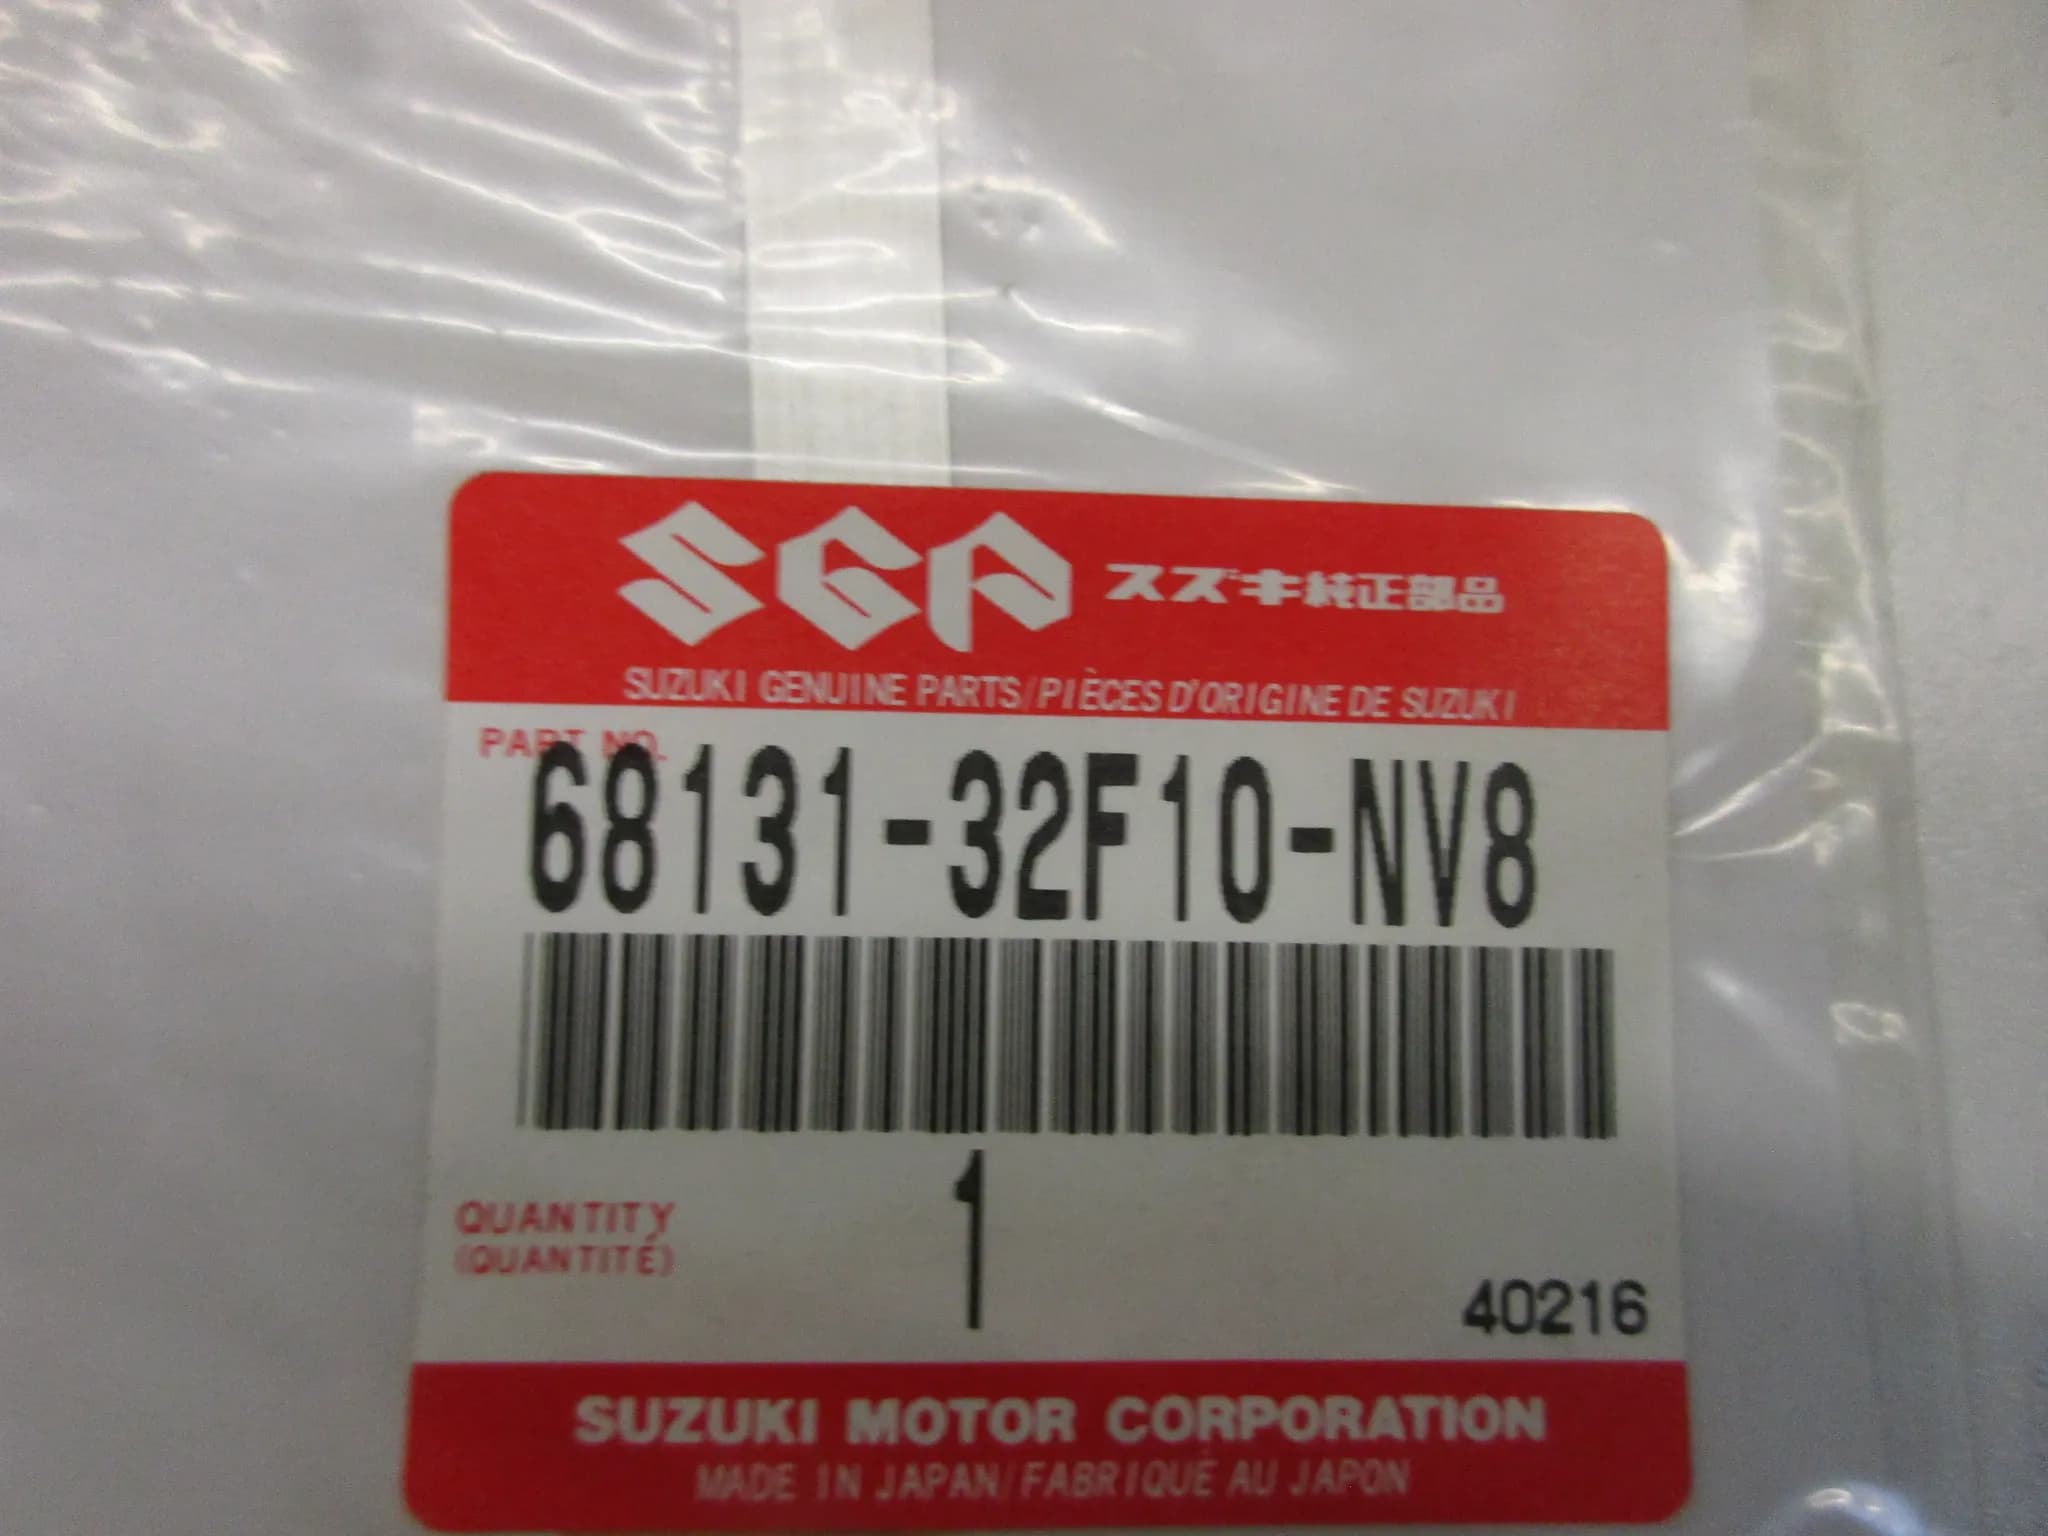 SGP スズキ純正部品
SUZUKI GENUINE PARTS/PIÈCES D'ORIGINE DE SUZUKI
PART NO.
68131-32F10-NV8
1
QUANTITY
(QUANTITÉ)
40216
SUZUKI MOTOR CORPORATION
MADE IN JAPAN/FABRIQUÉ AU JAPON